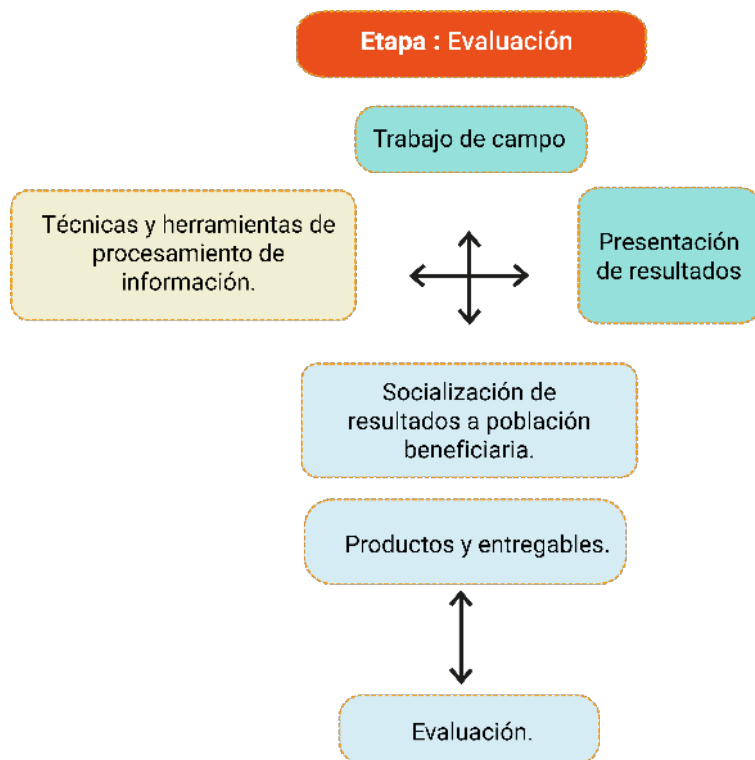 Etapa : Evaluación
Trabajo de campo
Técnicas y herramientas de
procesamiento de
información.
Presentación
de resultados
Socialización de
resultados a población
beneficiaria.
Productos y entregables.
Evaluación.